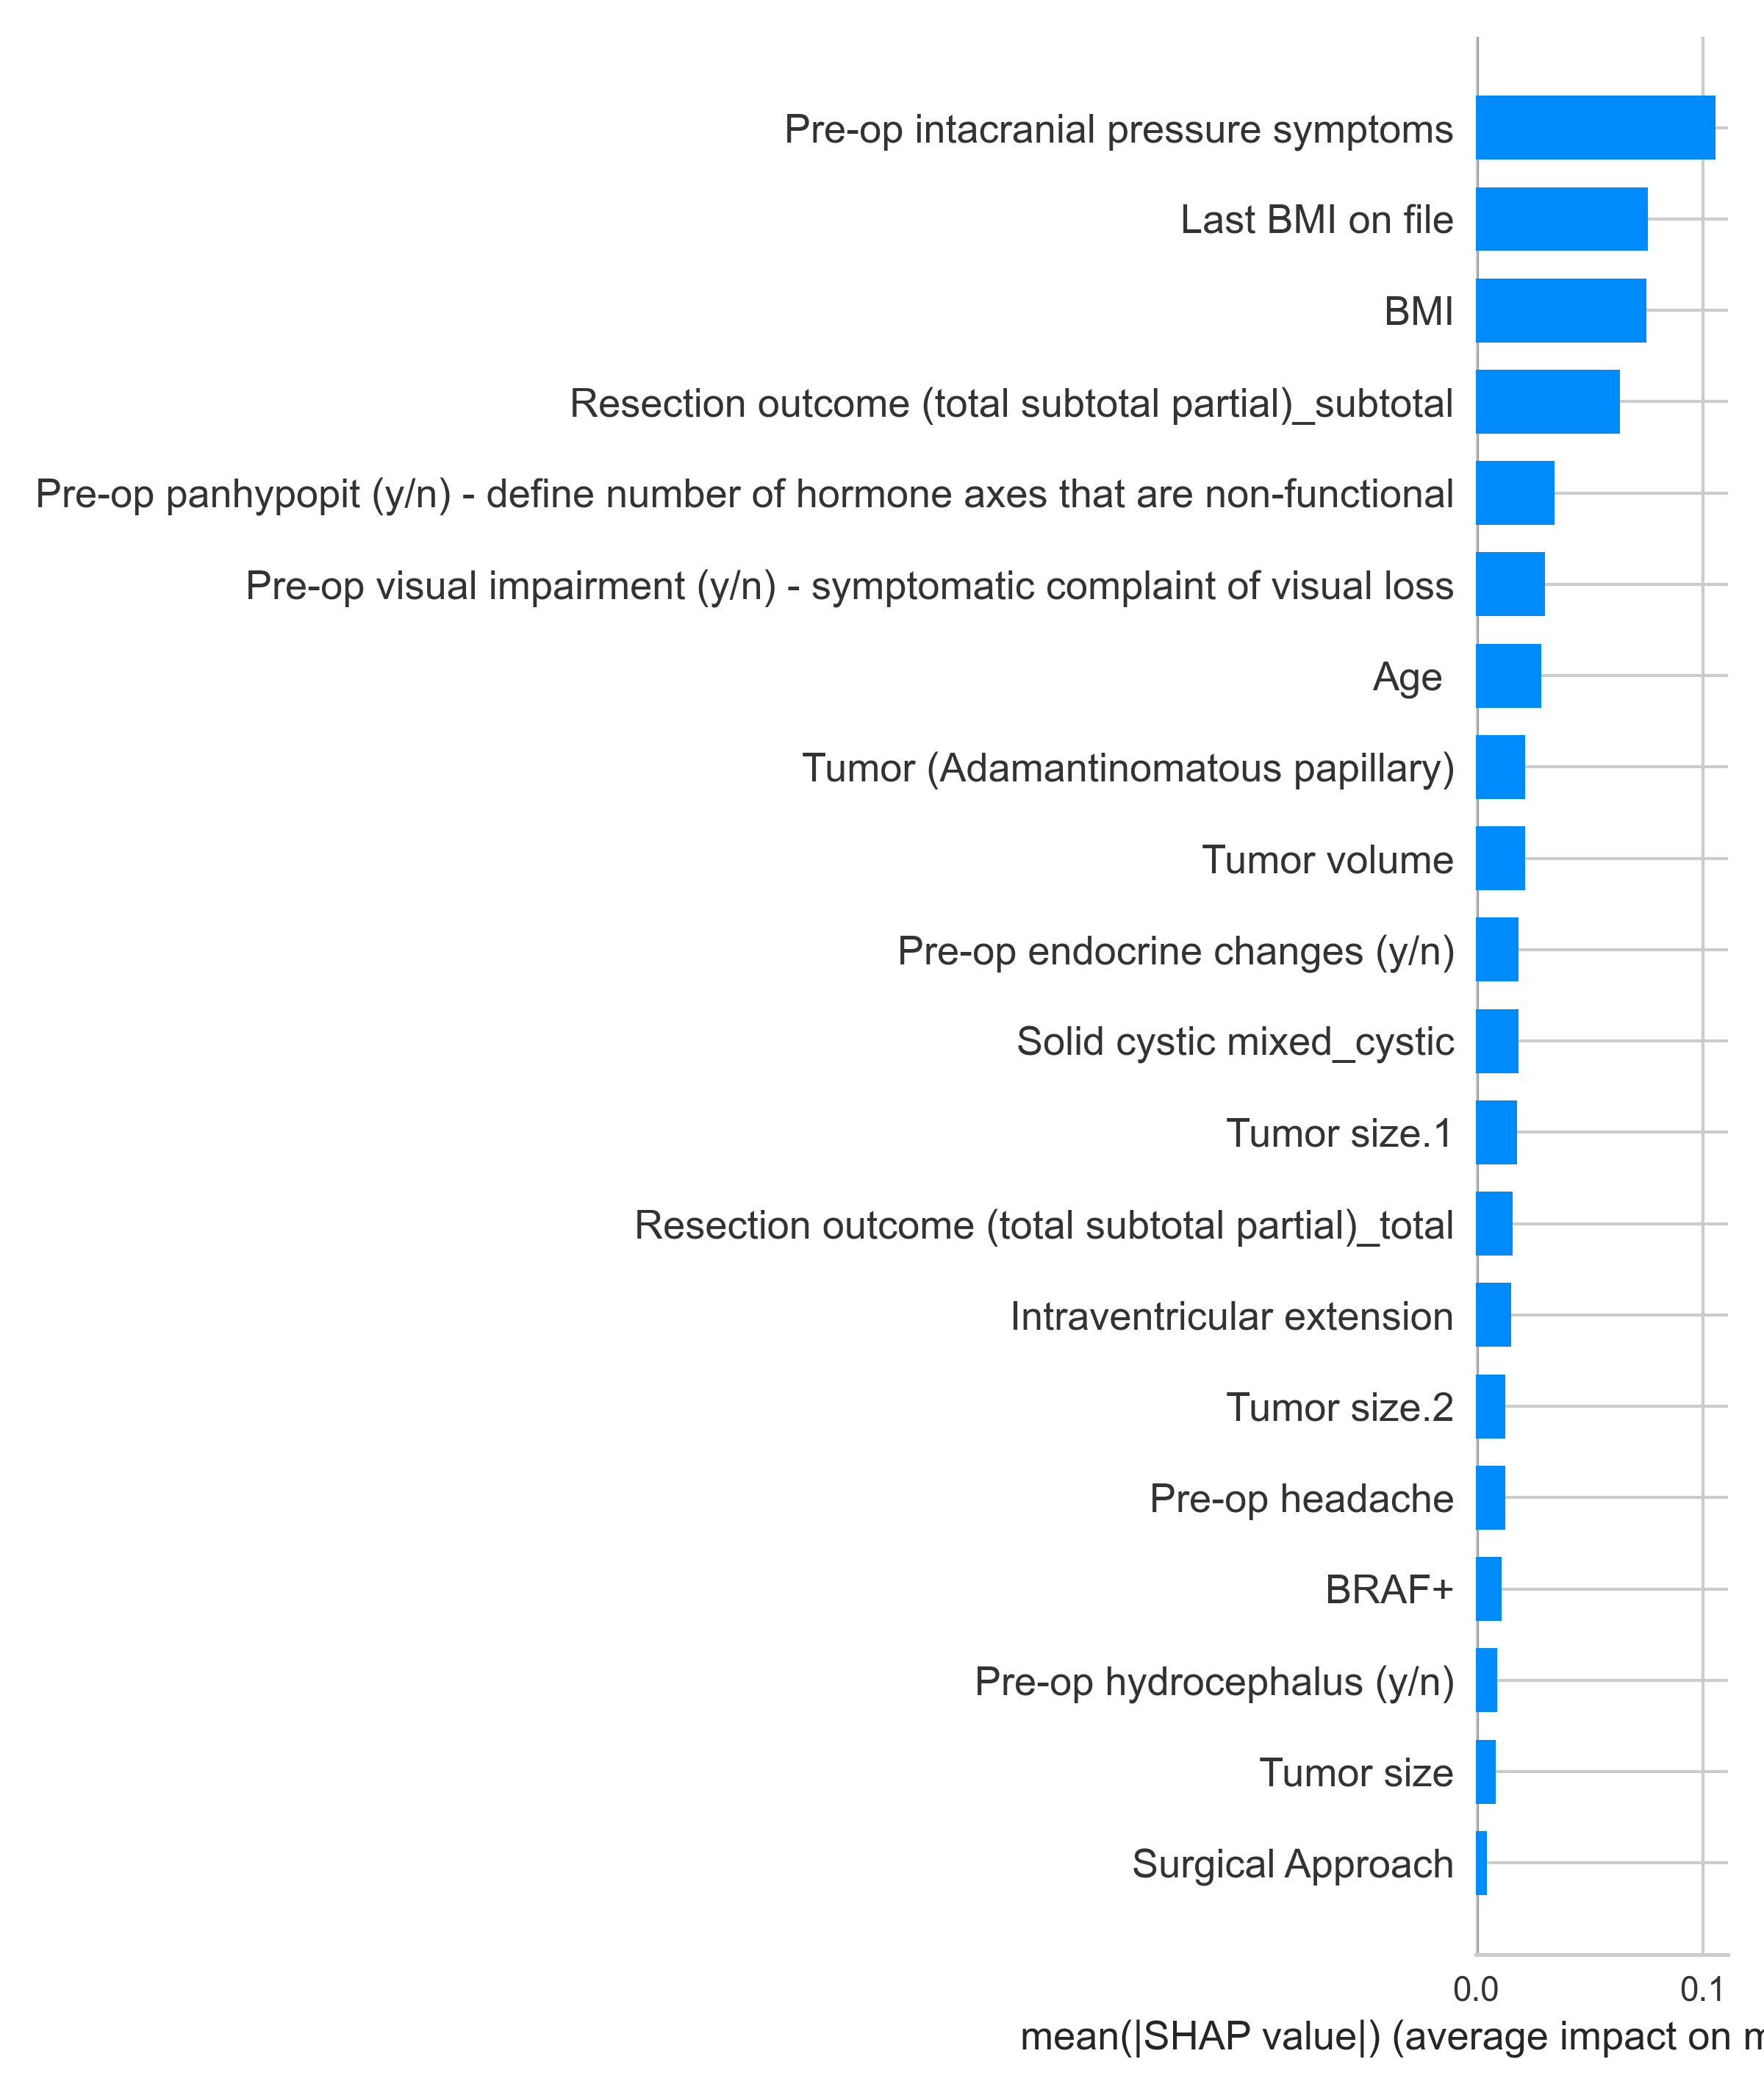 Pre-op intacranial pressure symptoms
Last BMI on file
BMI
Resection outcome (total subtotal partial)_subtotal
Pre-op panhypopit (y/n) - define number of hormone axes that are non-functional
Pre-op visual impairment (y/n) - symptomatic complaint of visual loss
Age
Tumor (Adamantinomatous papillary)
Tumor volume
Pre-op endocrine changes (y/n)
Solid cystic mixed_cystic
Tumor size.1
Resection outcome (total subtotal partial)_total
Intraventricular extension
Tumor size.2
Pre-op headache
BRAF+
Pre-op hydrocephalus (y/n)
Tumor size
Surgical Approach
0.0 0.1
mean(|SHAP value|) (average impact on